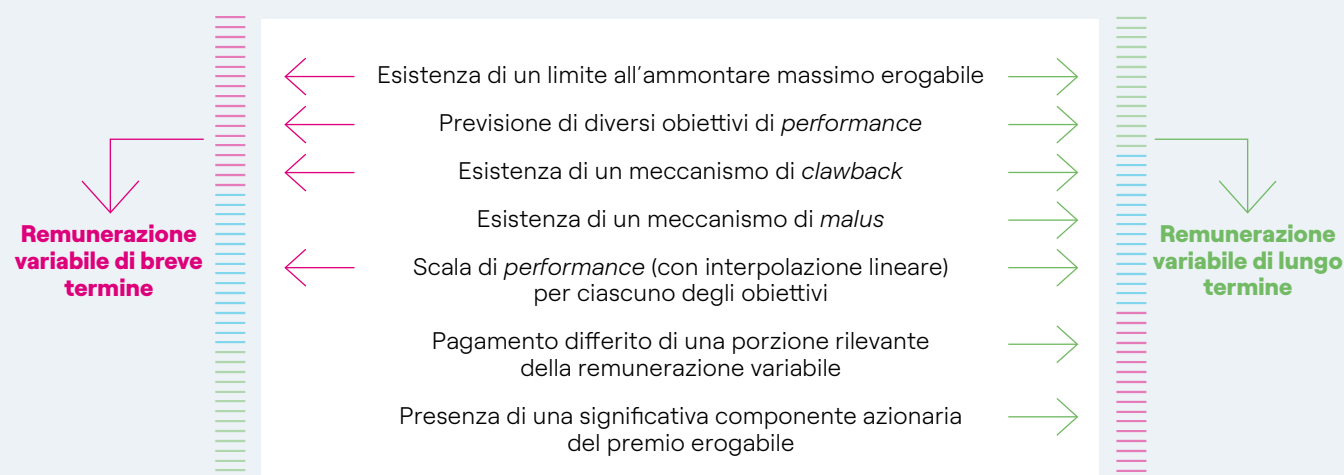 Esistenza di un limite all'ammontare massimo erogabile
Previsione di diversi obiettivi di performance
Esistenza di un meccanismo di clawback
Esistenza di un meccanismo di malus
Scala di performance (con interpolazione lineare)
per ciascuno degli obiettivi
Pagamento differito di una porzione rilevante
della remunerazione variabile
Presenza di una significativa componente azionaria
del premio erogabile
Remunerazione
variabile di breve
termine
Remunerazione
variabile di lungo
termine